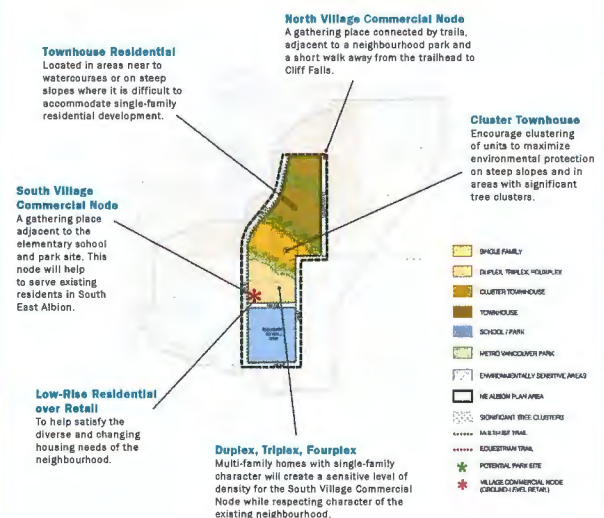 North Village Commercial Node
A gathering place connected by trails,
adjacent to a neighbourhood park and
a short walk away from the trailhead to
Cliff Falls.
Townhouse Residential
Located in areas near to
watercourses or on steep
slopes where it is difficult to
accommodate single-family
residential development.
Cluster Townhouse
Encourage clustering
of units to maximize
environmental protection
on steep slopes and in
areas with significant
tree clusters.
South Village
Commercial Node
A gathering place
adjacent to the
elementary school
and park site. This
node will help
to serve existing
residents in South
East Albion.
Low-Rise Residential
over Retail
To help satisfy the
diverse and changing
housing needs of the
neighbourhood.
Duplex, Triplex, Fourplex
Multi-family homes with single-family
character will create a sensitive level of
density for the South Village Commercial
Node while respecting character of the
existing neighbourhood.
SINGLE FAMILY
DUPLEX, TRIPLEX, FOURPLEX
CLUSTER TOWNHOUSE
TOWNHOUSE
SCHOOL / PARK
METRO VANCOUVER PARK
ENVIRONMENTALLY SENSITIVE AREAS
NE ALBION PLAN AREA
SIGNIFICANT TREE CLUSTERS
MULTI-USE TRAIL
EQUESTRIAN TRAIL
POTENTIAL PARK SITE
VILLAGE COMMERCIAL NODE
(GROUND-LEVEL RETAIL)